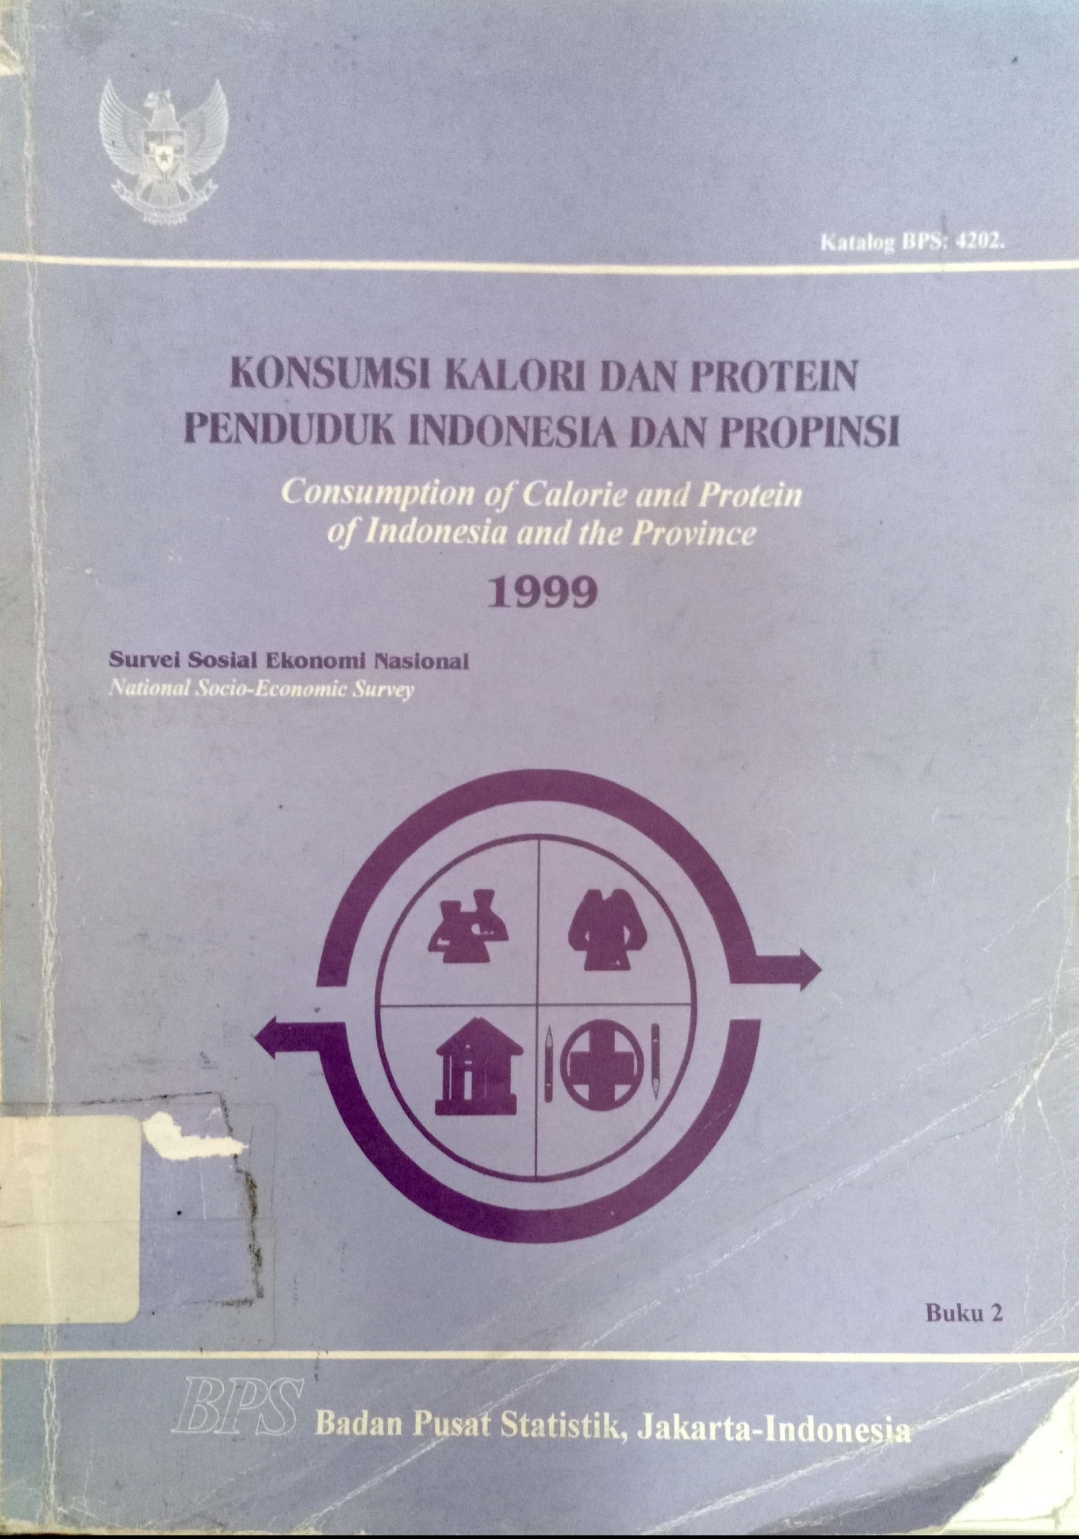 Katalog BPS: 4202.
KONSUMSI KALORI DAN PROTEIN
PENDUDUK INDONESIA DAN PROPINSI
Consumption of Calorie and Protein
of Indonesia and the Province
1999
Survei Sosial Ekonomi Nasional
National Socio-Economic Survey
Buku 2
BPS Badan Pusat Statistik, Jakarta-Indonesia